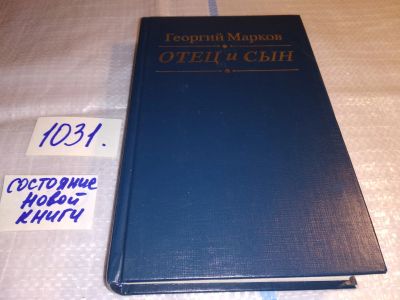 Георгий Марков
ОТЕЦ и СЫН
1031.
состояние
новой
книги